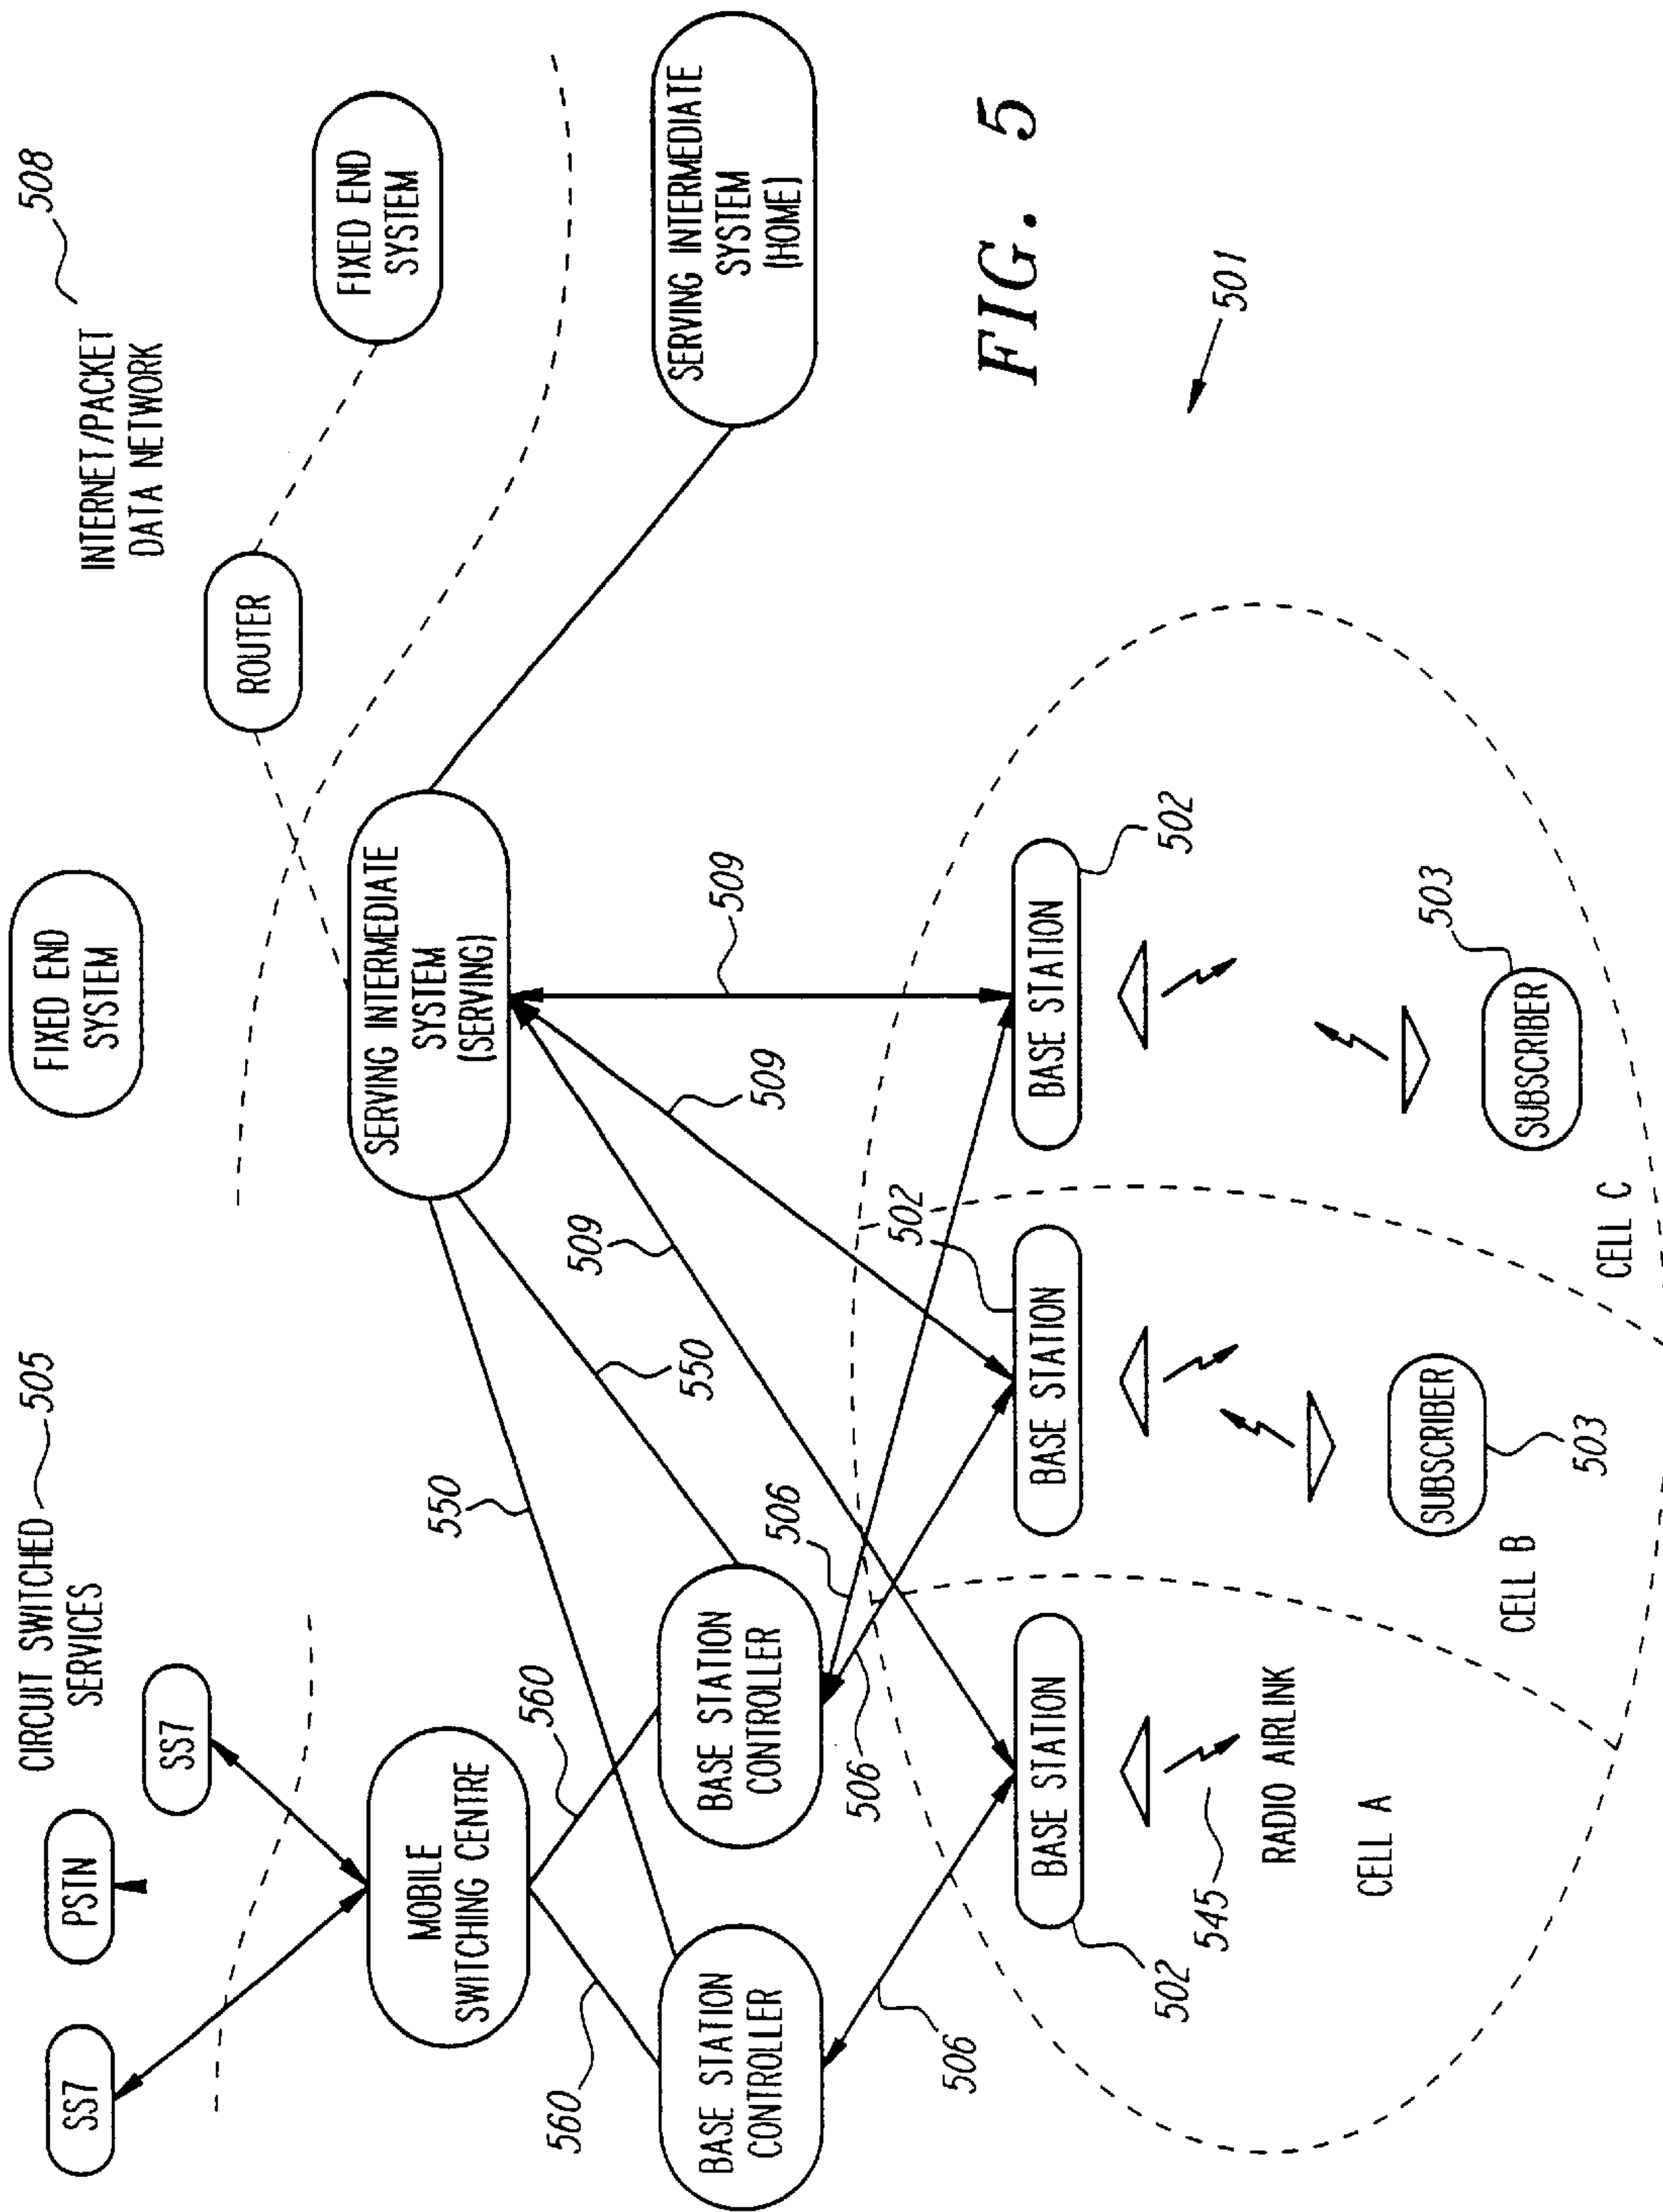 CIRCUIT SWITCHED
SERVICES
505
SS7
PSTN
SS7
FIXED END
SYSTEM
INTERNET/PACKET
DATA NETWORK
508
ROUTER
FIXED END
SYSTEM
MOBILE
SWITCHING CENTRE
SERVING INTERMEDIATE
SYSTEM
(SERVING)
SERVING INTERMEDIATE
SYSTEM
(HOME)
560
560
550
550
509
509
509
BASE STATION
CONTROLLER
BASE STATION
CONTROLLER
506
506
506
506
502
BASE STATION
502
BASE STATION
BASE STATION
502
545
RADIO AIRLINK
CELL A
CELL B
SUBSCRIBER
503
CELL C
SUBSCRIBER
503
FIG. 5
501